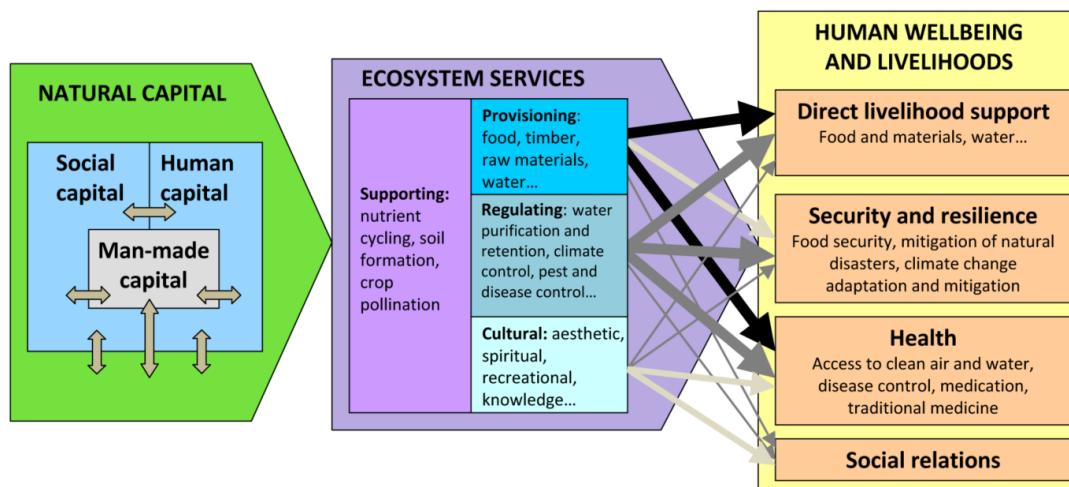 NATURAL CAPITAL
Social
capital
Human
capital
Man-made
capital
ECOSYSTEM SERVICES
Supporting:
nutrient
cycling, soil
formation,
crop
pollination
Provisioning:
food, timber,
raw materials,
water…
Regulating: water
purification and
retention, climate
control, pest and
disease control…
Cultural: aesthetic,
spiritual,
recreational,
knowledge…
HUMAN WELLBEING
AND LIVELIHOODS
Direct livelihood support
Food and materials, water…
Security and resilience
Food security, mitigation of natural
disasters, climate change
adaptation and mitigation
Health
Access to clean air and water,
disease control, medication,
traditional medicine
Social relations